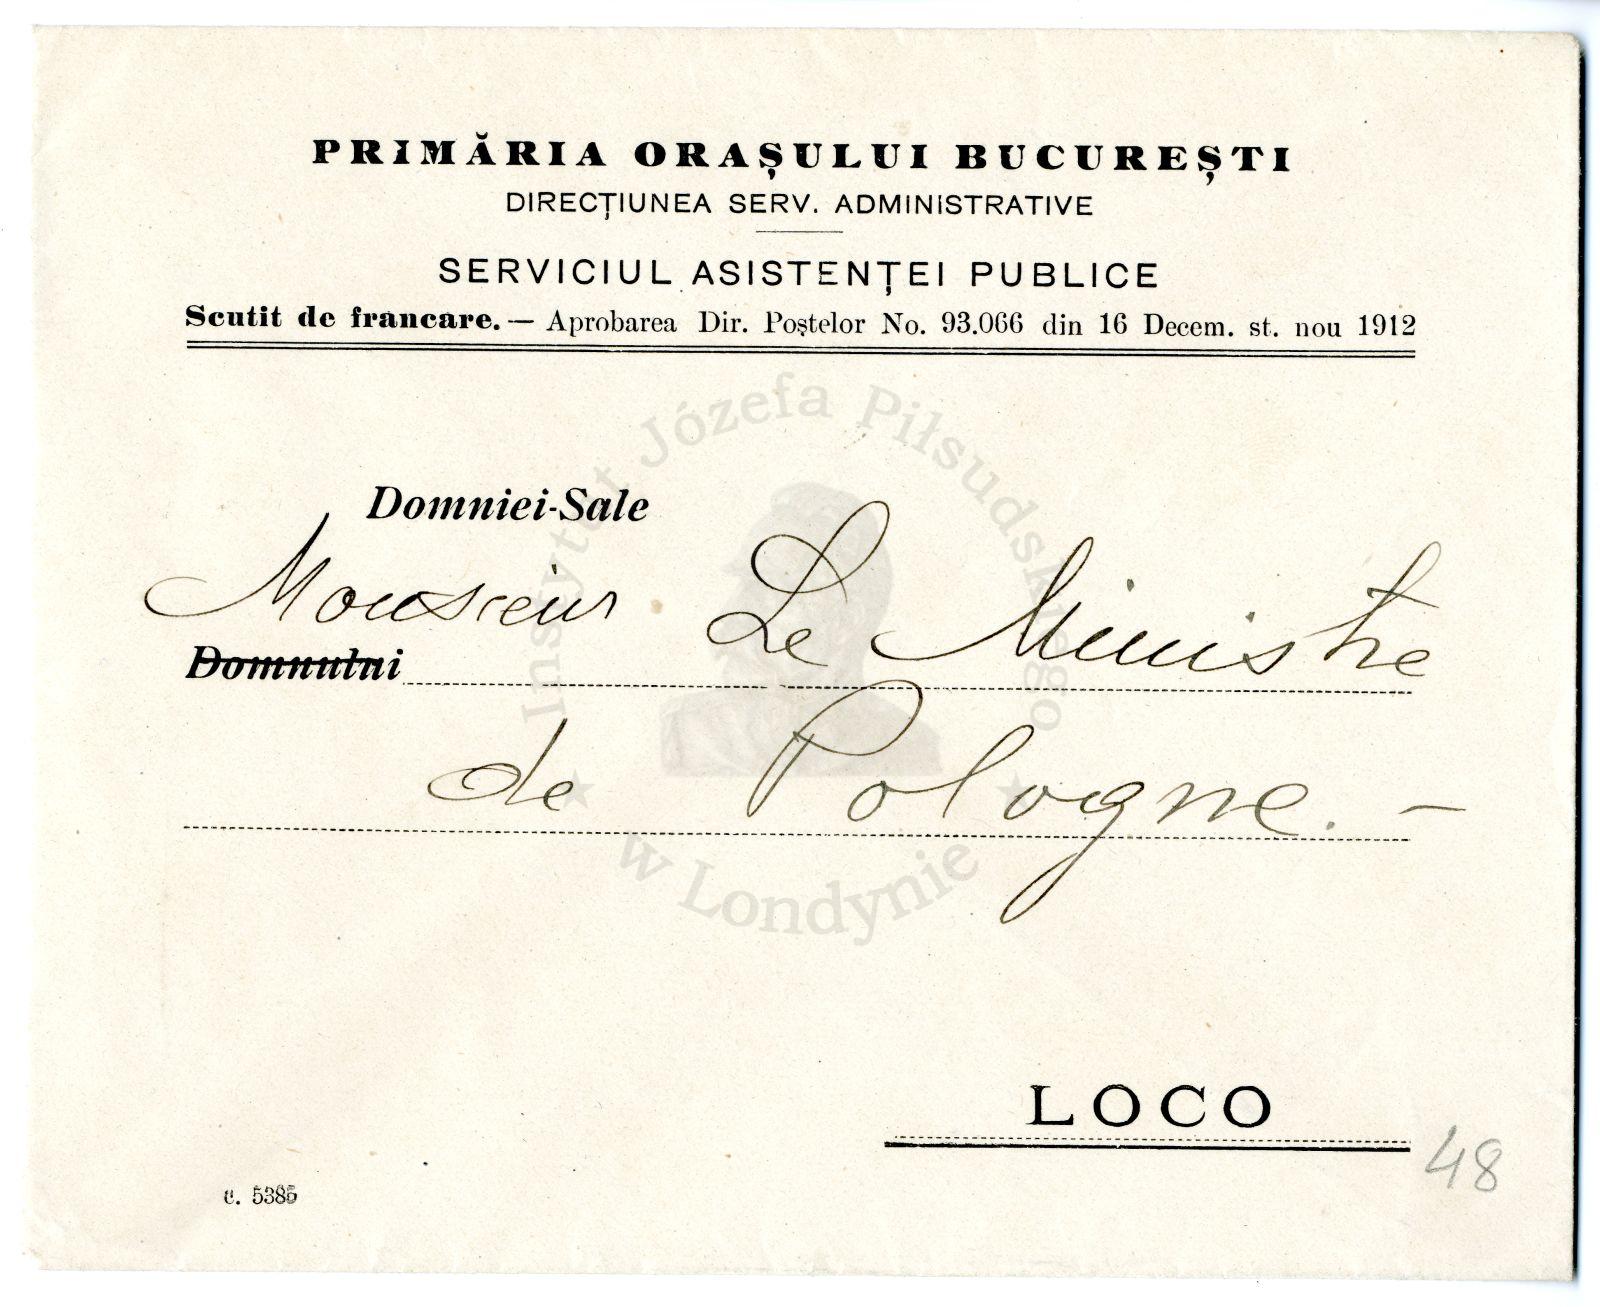 PRIMĂRIA ORAȘULUI BUCUREȘTI
DIRECȚIUNEA SERV. ADMINISTRATIVE
SERVICIUL ASISTENȚEI PUBLICE
Scutit de francare. — Aprobarea Dir. Poștelor No. 93.066 din 16 Decem. st. nou 1912
Instytut Józefa Piłsudskiego
Domniei-Sale
Monsieur Le Ministre
Domnului
de Pologne. —
w Londynie
LOCO
48
c. 5385